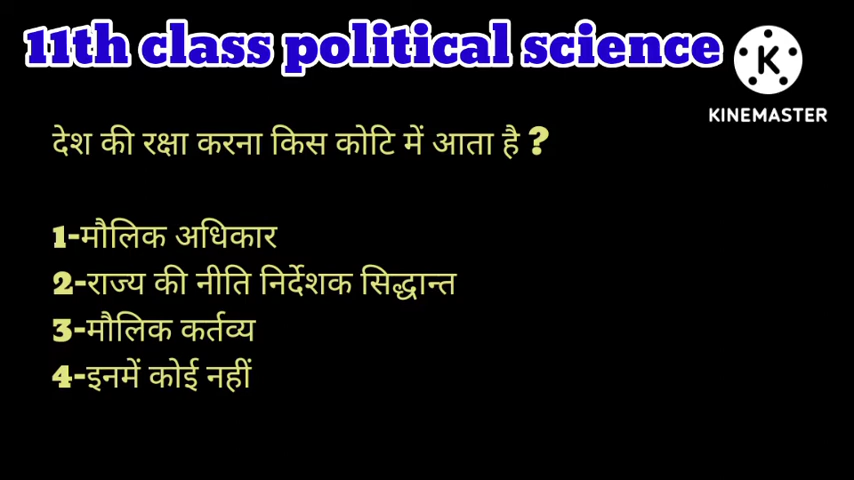 11th class political science
KINEMASTER
देश की रक्षा करना किस कोटि में आता है ?
1-मौलिक अधिकार
2-राज्य की नीति निर्देशक सिद्धान्त
3-मौलिक कर्तव्य
4-इनमें कोई नहीं